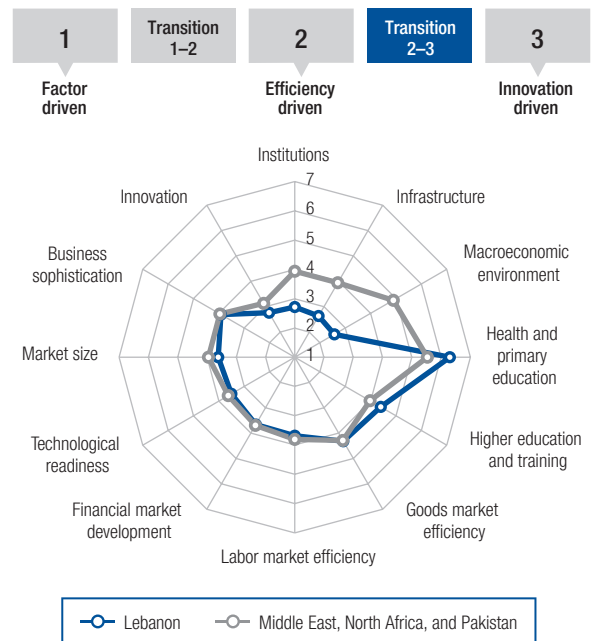 1
Transition
1–2
2
Transition
2–3
3
Factor
driven
Efficiency
driven
Innovation
driven
Institutions
Infrastructure
Macroeconomic
environment
Health and
primary
education
Higher education
and training
Goods market
efficiency
Labor market efficiency
Financial market
development
Technological
readiness
Market size
Business
sophistication
Innovation
7
6
5
4
3
2
1
Lebanon
Middle East, North Africa, and Pakistan